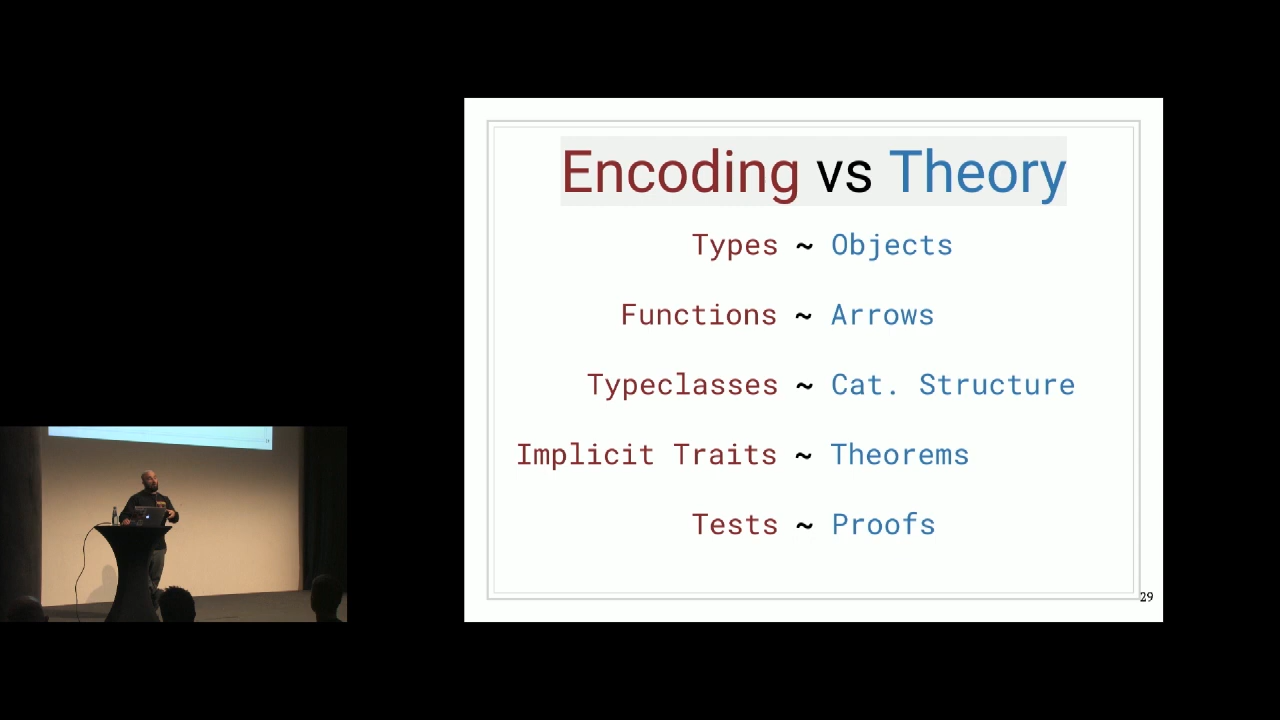 Encoding vs Theory
Types ~ Objects
Functions ~ Arrows
Typeclasses ~ Cat. Structure
Implicit Traits ~ Theorems
Tests ~ Proofs
29